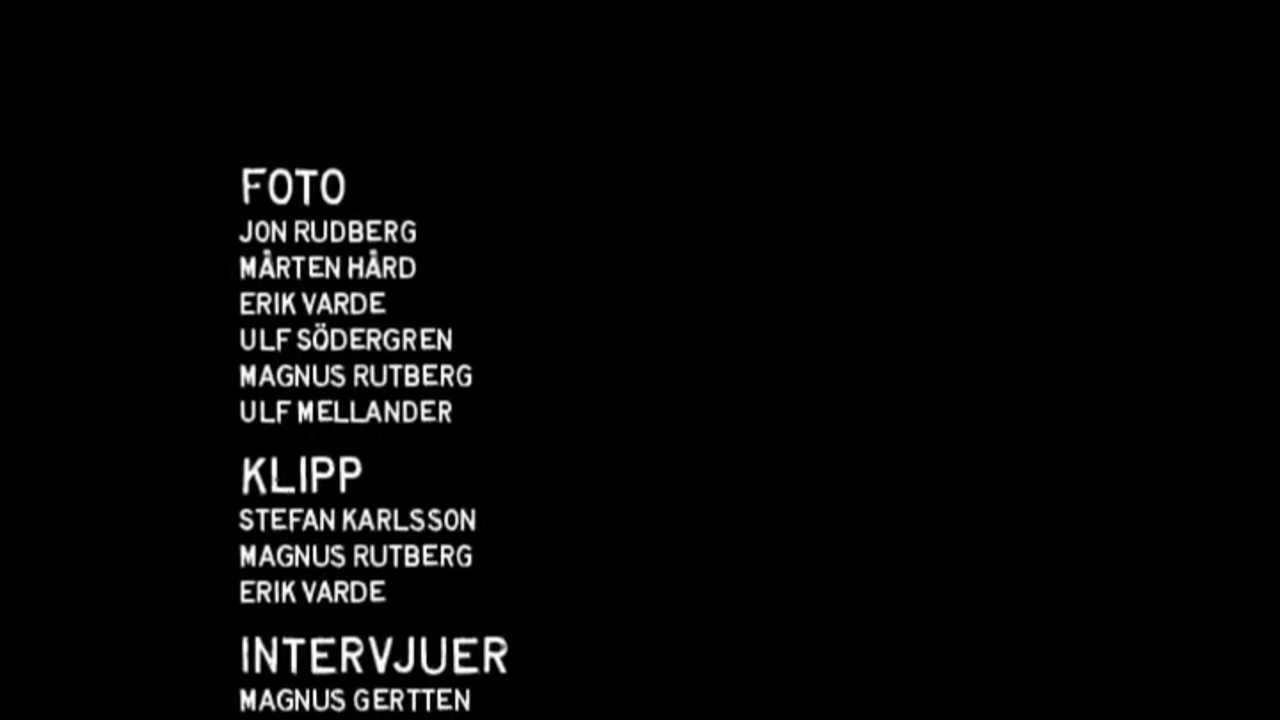 FOTO
JON RUDBERG
MÅRTEN HÅRD
ERIK VARDE
ULF SÖDERGREN
MAGNUS RUTBERG
ULF MELLANDER
KLIPP
STEFAN KARLSSON
MAGNUS RUTBERG
ERIK VARDE
INTERVJUER
MAGNUS GERTTEN